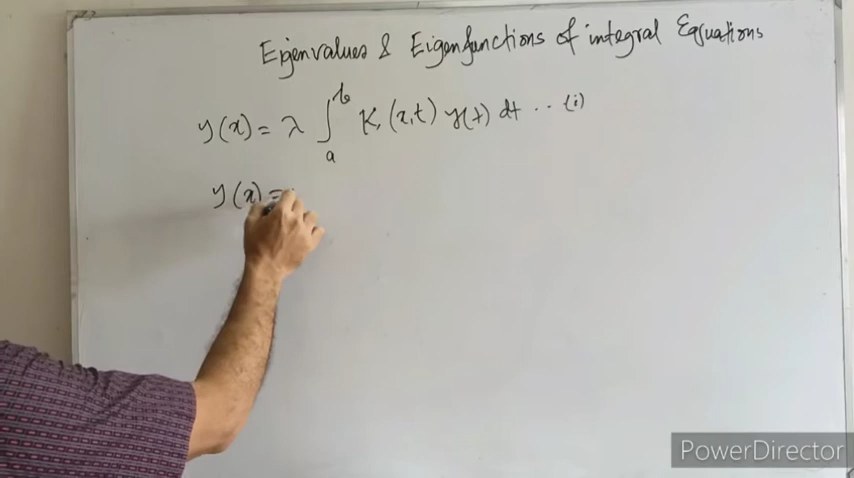 Eigenvalues & Eigenfunctions of integral Equations
y(x) = λ ∫_a^b K(x,t) y(t) dt .. (i)
y(x) =
PowerDirector